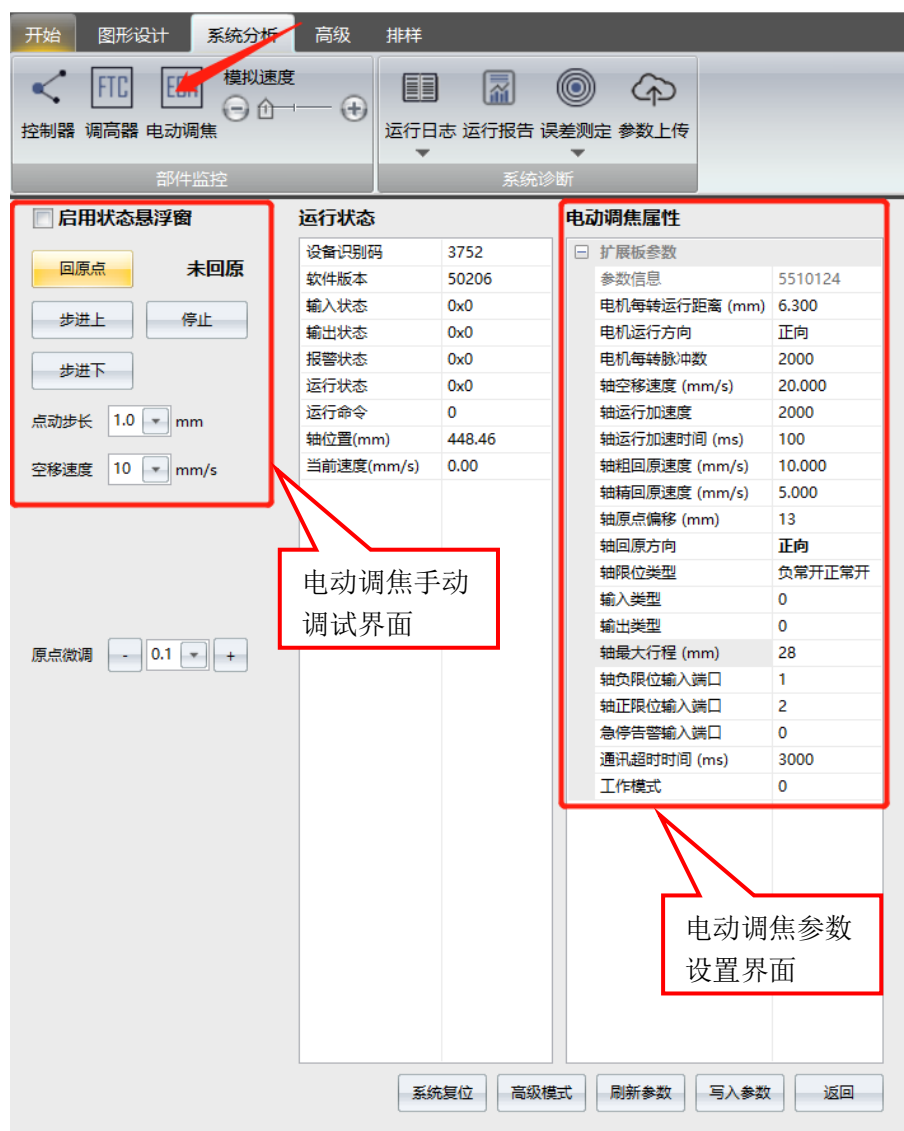 开始 图形设计 系统分析 高级 排样
模拟速度
控制器 调高器 电动调焦
运行日志 运行报告 误差测定 参数上传
部件监控 系统诊断
启用状态悬浮窗
回原点 未回原
步进上 停止
步进下
点动步长 1.0 mm
空移速度 10 mm/s
原点微调 - 0.1 +
运行状态
设备识别码 3752
软件版本 50206
输入状态 0x0
输出状态 0x0
报警状态 0x0
运行状态 0x0
运行命令 0
轴位置(mm) 448.46
当前速度(mm/s) 0.00
电动调焦手动
调试界面
电动调焦属性
扩展板参数
参数信息 5510124
电机每转运行距离 (mm) 6.300
电机运行方向 正向
电机每转脉冲数 2000
轴空移速度 (mm/s) 20.000
轴运行加速度 2000
轴运行加速时间 (ms) 100
轴粗回原速度 (mm/s) 10.000
轴精回原速度 (mm/s) 5.000
轴原点偏移 (mm) 13
轴回原方向 正向
轴限位类型 负常开正常开
输入类型 0
输出类型 0
轴最大行程 (mm) 28
轴负限位输入端口 1
轴正限位输入端口 2
急停告警输入端口 0
通讯超时时间 (ms) 3000
工作模式 0
电动调焦参数
设置界面
系统复位 高级模式 刷新参数 写入参数 返回
FTC